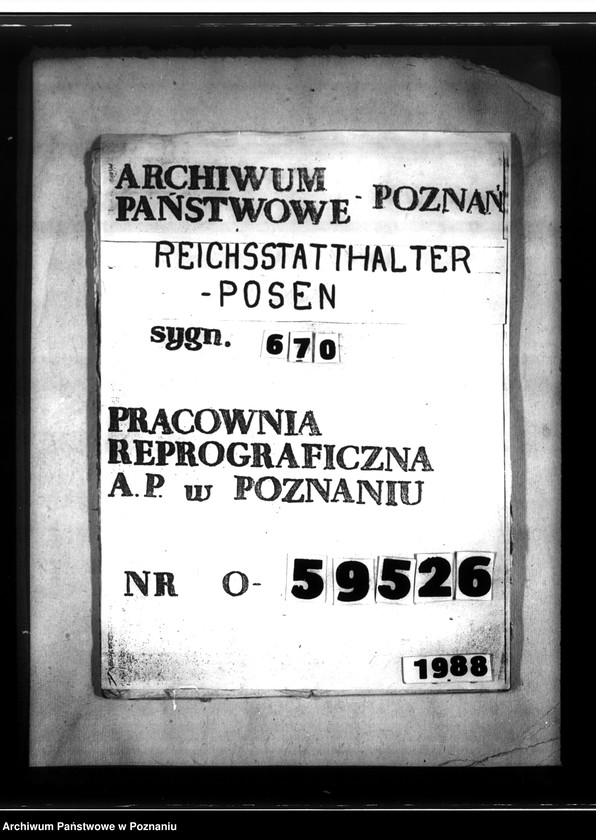 ARCHIWUM
PAŃSTWOWE - POZNAŃ
REICHSSTATTHALTER
-POSEN
sygn. 670
PRACOWNIA
REPROGRAFICZNA
A.P. w POZNANIU
NR O- 59526
1988
Archiwum Państwowe w Poznaniu